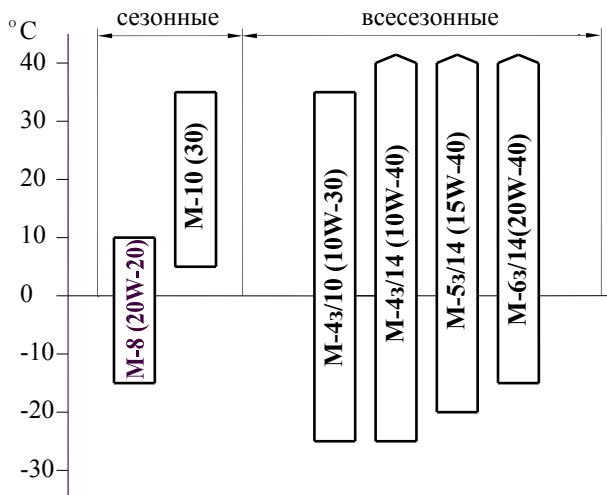 сезонные
всесезонные
°C
40
30
20
10
0
-10
-20
-30
М-8 (20W-20)
М-10 (30)
М-4з/10 (10W-30)
М-4з/14 (10W-40)
М-5з/14 (15W-40)
М-6з/14(20W-40)